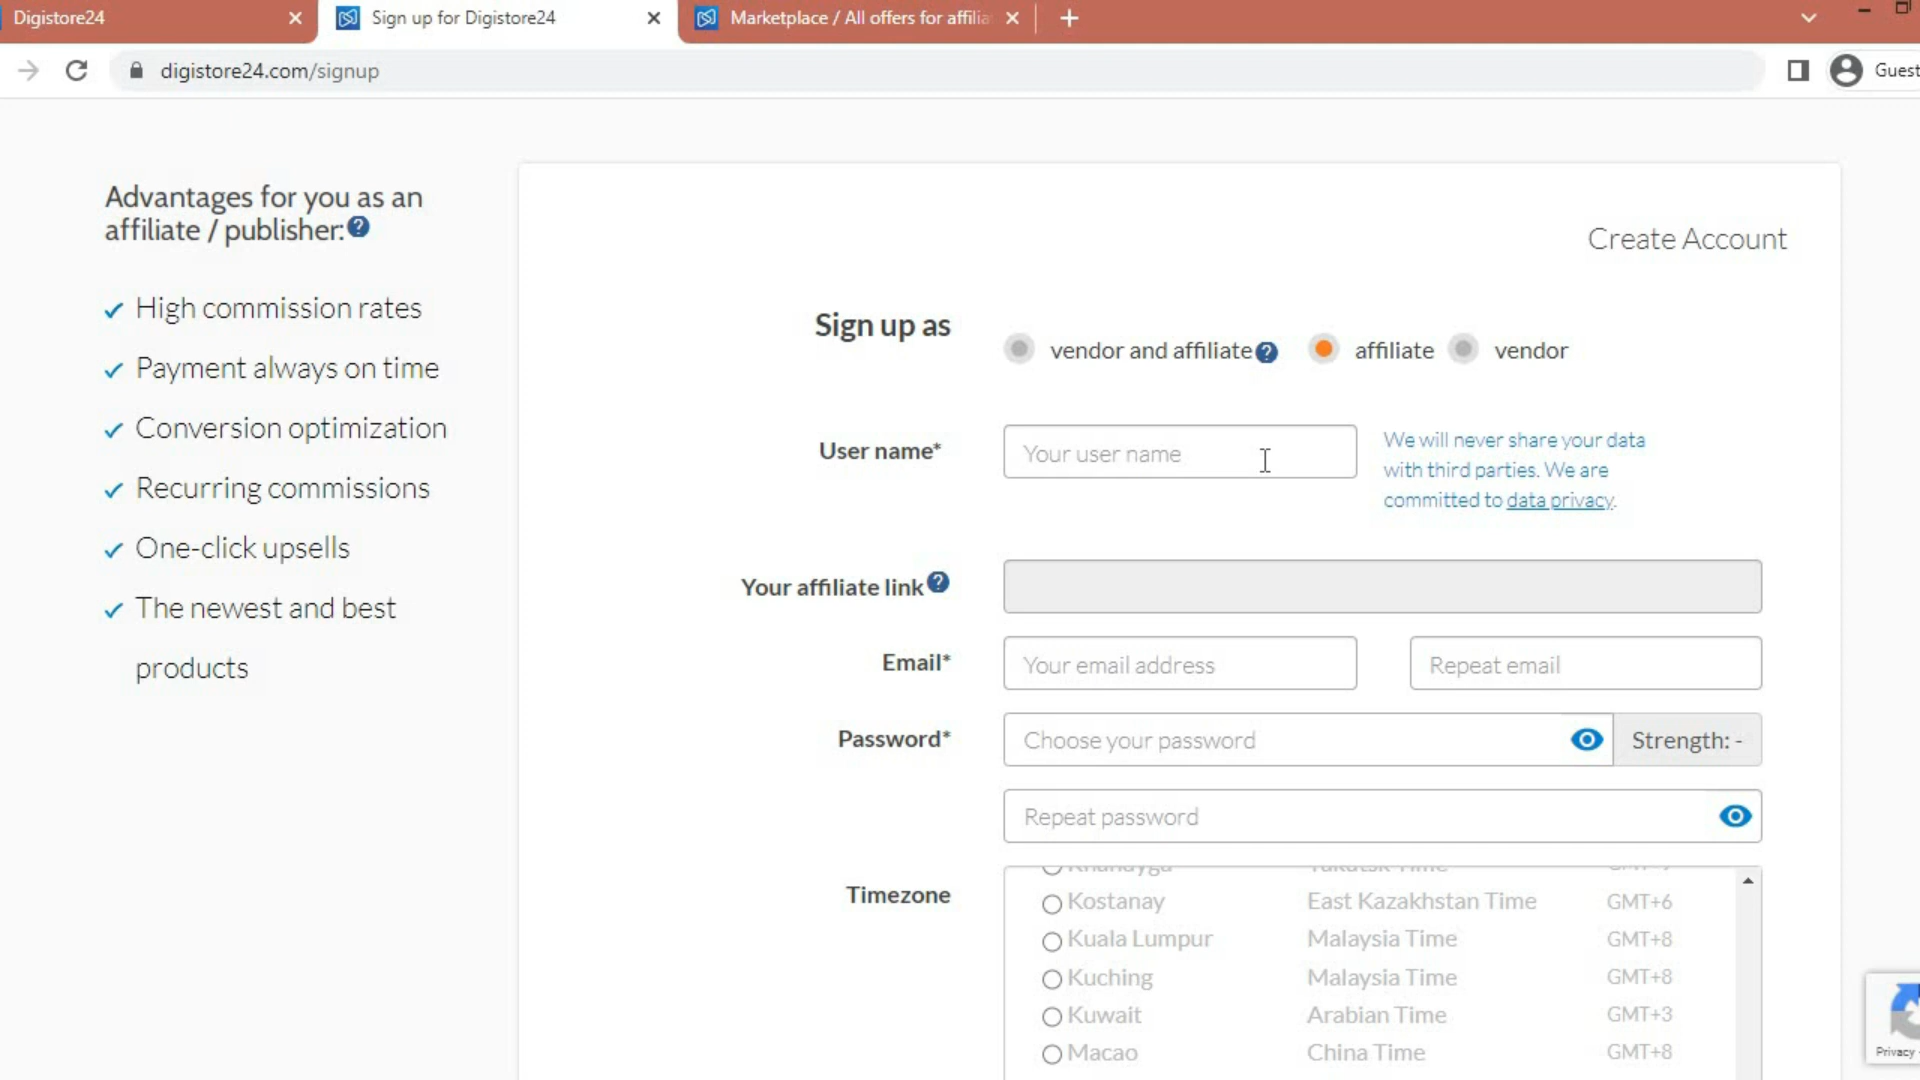 Digistore24
Sign up for Digistore24
Marketplace / All offers for affilia
digistore24.com/signup
Guest
Advantages for you as an
affiliate / publisher:
High commission rates
Payment always on time
Conversion optimization
Recurring commissions
One-click upsells
The newest and best
products
Create Account
Sign up as
vendor and affiliate
affiliate
vendor
User name*
Your user name
We will never share your data
with third parties. We are
committed to data privacy.
Your affiliate link
Email*
Your email address
Repeat email
Password*
Choose your password
Strength: -
Repeat password
Timezone
Kostanay East Kazakhstan Time GMT+6
Kuala Lumpur Malaysia Time GMT+8
Kuching Malaysia Time GMT+8
Kuwait Arabian Time GMT+3
Macao China Time GMT+8
Privacy